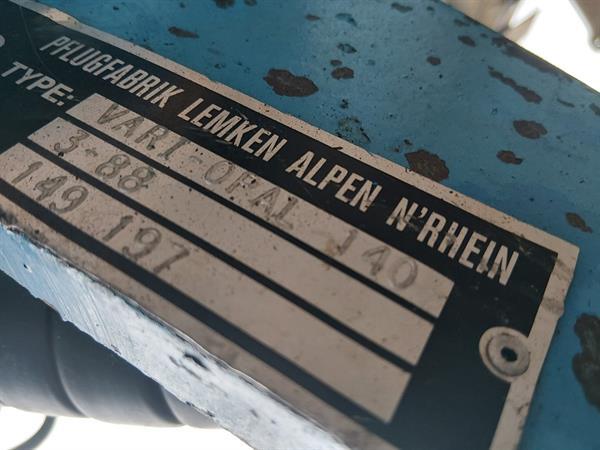 PFLUGFABRIK LEMKEN ALPEN N'RHEIN
TYPE: VARI-OPAL 140
3-88
149 197